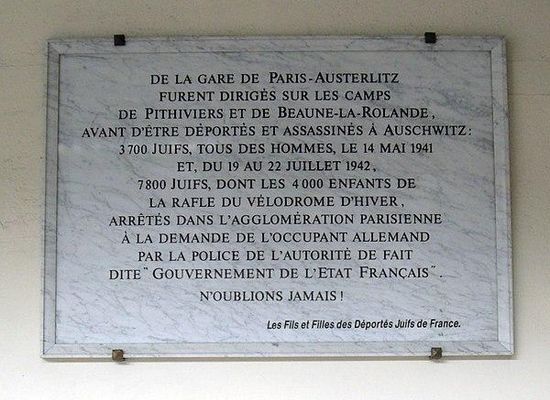 DE LA GARE DE PARIS-AUSTERLITZ
FURENT DIRIGÉS SUR LES CAMPS
DE PITHIVIERS ET DE BEAUNE-LA-ROLANDE,
AVANT D'ÊTRE DÉPORTÉS ET ASSASSINÉS À AUSCHWITZ:
3700 JUIFS, TOUS DES HOMMES, LE 14 MAI 1941
ET, DU 19 AU 22 JUILLET 1942,
7800 JUIFS, DONT LES 4000 ENFANTS DE
LA RAFLE DU VÉLODROME D'HIVER,
ARRÊTÉS DANS L'AGGLOMÉRATION PARISIENNE
À LA DEMANDE DE L'OCCUPANT ALLEMAND
PAR LA POLICE DE L'AUTORITÉ DE FAIT
DITE "GOUVERNEMENT DE L'ETAT FRANÇAIS".
N'OUBLIONS JAMAIS!
Les Fils et Filles des Déportés Juifs de France.